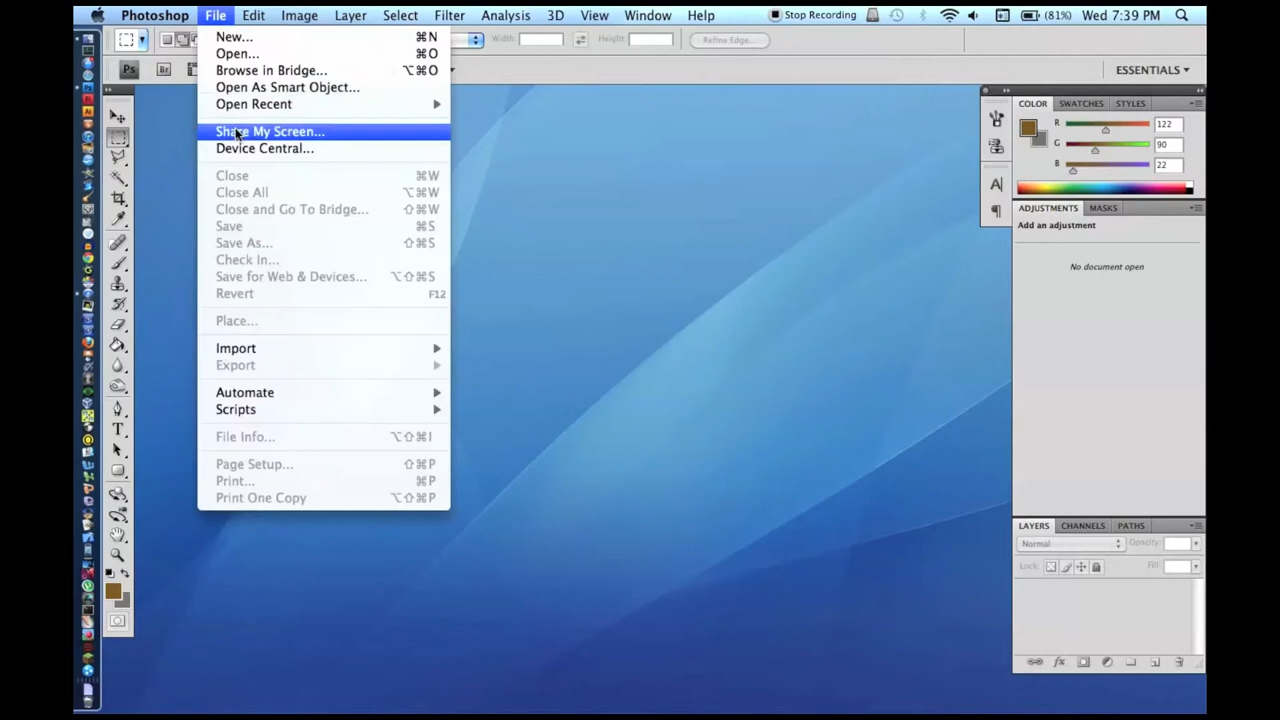 Photoshop File Edit Image Layer Select Filter Analysis 3D View Window Help Stop Recording (81%) Wed 7:39 PM
Width: Height: Refine Edge...
Ps Br ESSENTIALS
New... ⌘N
Open... ⌘O
Browse in Bridge... ⌥⌘O
Open As Smart Object...
Open Recent
Share My Screen...
Device Central...
Close ⌘W
Close All ⌥⌘W
Close and Go To Bridge... ⇧⌘W
Save ⌘S
Save As... ⇧⌘S
Check In...
Save for Web & Devices... ⌥⇧⌘S
Revert F12
Place...
Import
Export
Automate
Scripts
File Info... ⌥⇧⌘I
Page Setup... ⇧⌘P
Print... ⌘P
Print One Copy ⌥⇧⌘P
COLOR SWATCHES STYLES
R 122
G 90
B 22
ADJUSTMENTS MASKS
Add an adjustment
No document open
LAYERS CHANNELS PATHS
Normal Opacity:
Lock: Fill: